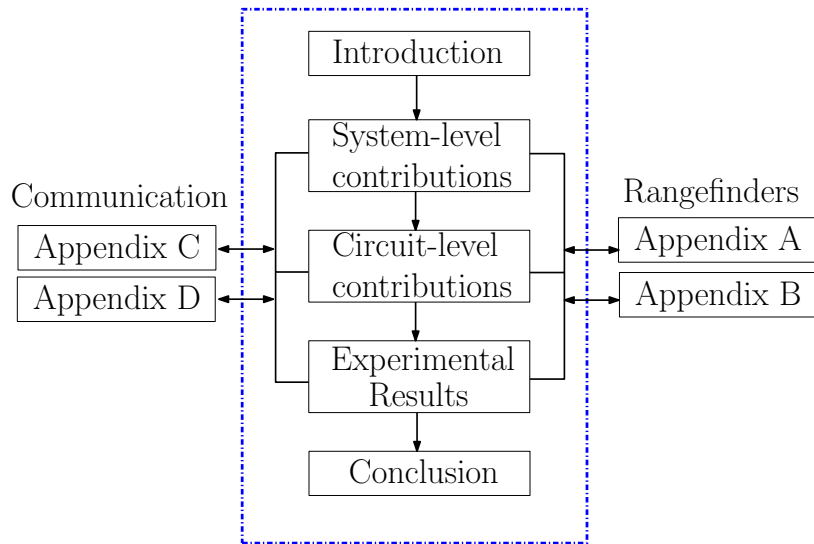 Introduction
System-level
contributions
Communication
Rangefinders
Appendix C
Circuit-level
contributions
Appendix A
Appendix D
Appendix B
Experimental
Results
Conclusion